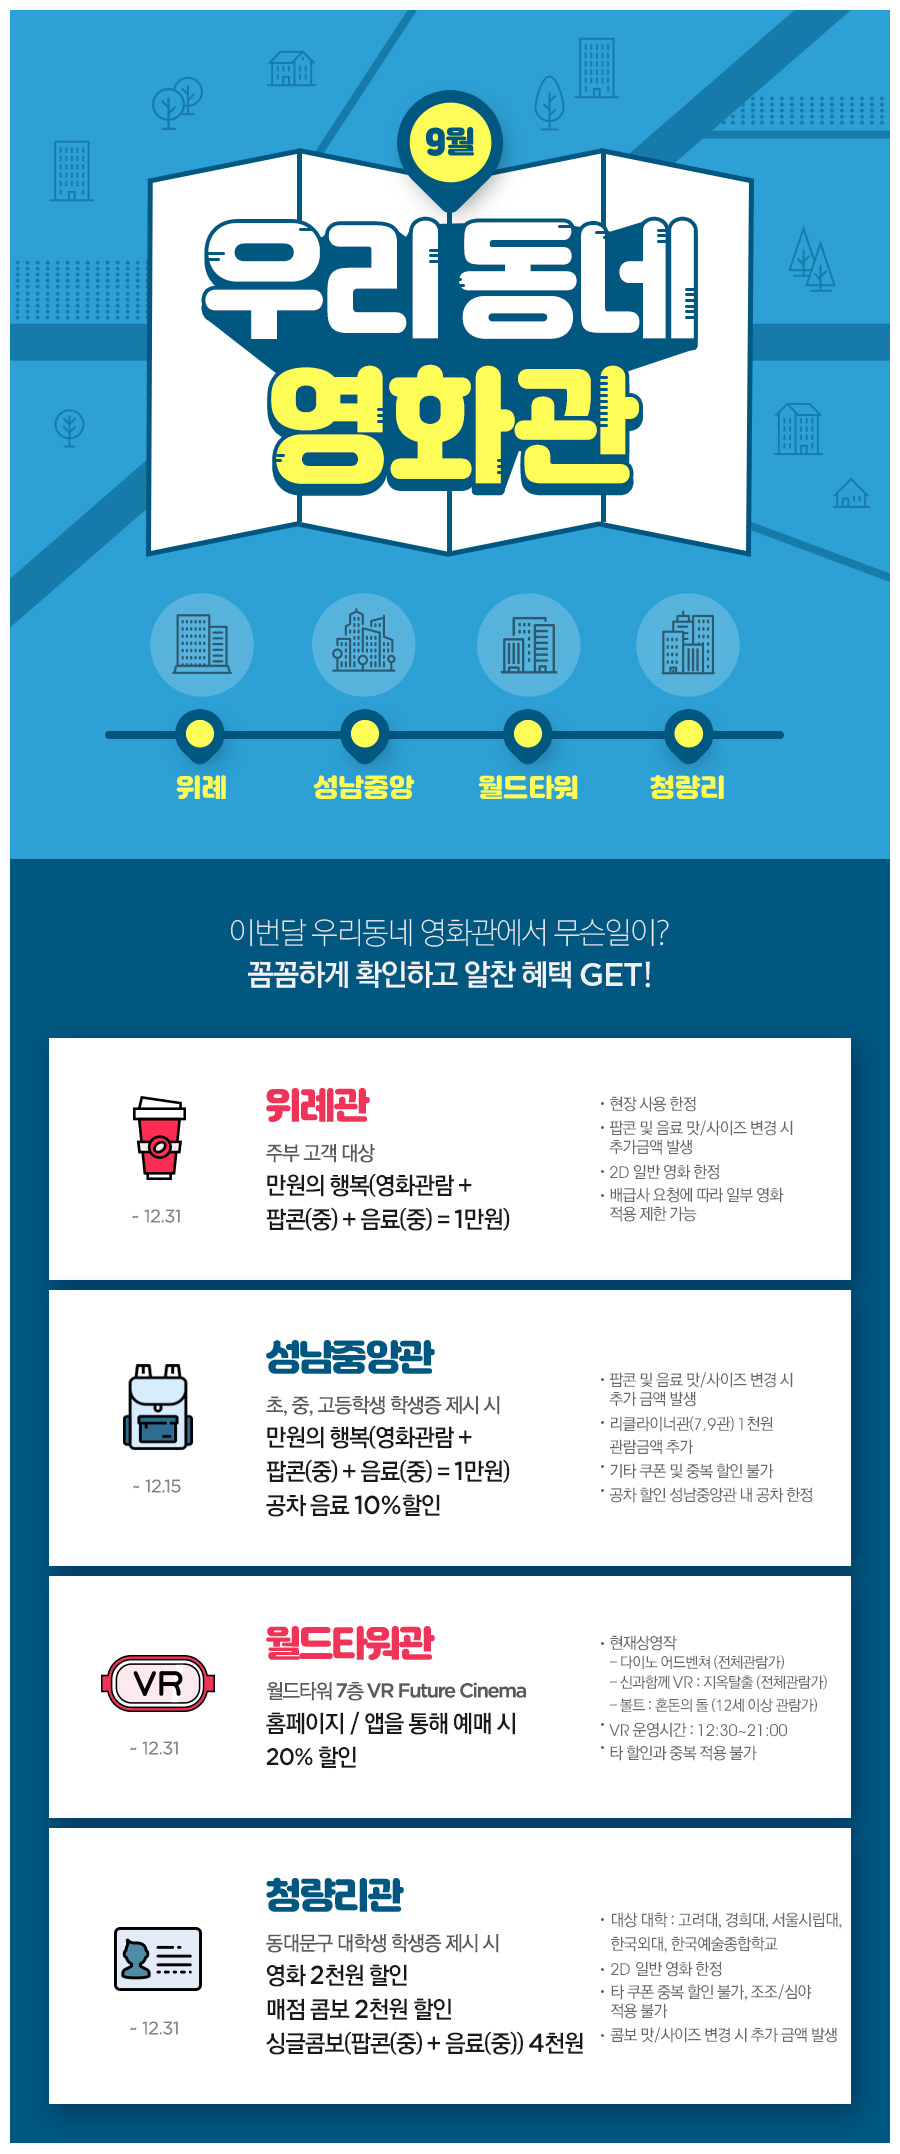 9월
우리 동네
영화관
위례
성남중앙
월드타워
청량리
이번달 우리동네 영화관에서 무슨일이?
꼼꼼하게 확인하고 알찬 혜택 GET!
~ 12.31
위례관
주부 고객 대상
만원의 행복(영화관람 +
팝콘(중) + 음료(중) = 1만원)
· 현장 사용 한정
· 팝콘 및 음료 맛/사이즈 변경 시
추가금액 발생
· 2D 일반 영화 한정
· 배급사 요청에 따라 일부 영화
적용 제한 가능
~ 12.15
성남중앙관
초, 중, 고등학생 학생증 제시 시
만원의 행복(영화관람 +
팝콘(중) + 음료(중) = 1만원)
공차 음료 10%할인
· 팝콘 및 음료 맛/사이즈 변경 시
추가 금액 발생
· 리클라이너관(7,9관) 1천원
관람금액 추가
· 기타 쿠폰 및 중복 할인 불가
· 공차 할인 성남중앙관 내 공차 한정
VR
~ 12.31
월드타워관
월드타워 7층 VR Future Cinema
홈페이지 / 앱을 통해 예매 시
20% 할인
· 현재상영작
- 다이노 어드벤쳐 (전체관람가)
- 신과함께 VR : 지옥탈출 (전체관람가)
- 볼트 : 혼돈의 돌 (12세 이상 관람가)
· VR 운영시간 : 12:30~21:00
· 타 할인과 중복 적용 불가
~ 12.31
청량리관
동대문구 대학생 학생증 제시 시
영화 2천원 할인
매점 콤보 2천원 할인
싱글콤보(팝콘(중) + 음료(중)) 4천원
· 대상 대학 : 고려대, 경희대, 서울시립대,
한국외대, 한국예술종합학교
· 2D 일반 영화 한정
· 타 쿠폰 중복 할인 불가, 조조/심야
적용 불가
· 콤보 맛/사이즈 변경 시 추가 금액 발생